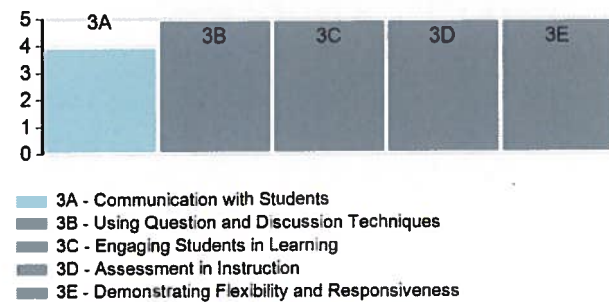 5
3A
3B
3C
3D
3E
4
3
2
1
0
3A - Communication with Students
3B - Using Question and Discussion Techniques
3C - Engaging Students in Learning
3D - Assessment in Instruction
3E - Demonstrating Flexibility and Responsiveness